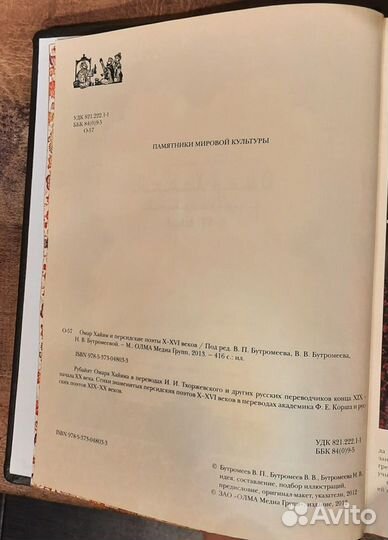 УДК 821.222.1-1
ББК 84(0)9-5
О-57
ПАМЯТНИКИ МИРОВОЙ КУЛЬТУРЫ
О-57 Омар Хайям и персидские поэты X–XVI веков / Под ред. В. П. Бутромеева, В. В. Бутромеева,
Н. В. Бутромеевой. – М.: ОЛМА Медиа Групп, 2013. – 416 с.: ил.
ISBN 978-5-373-04803-3
Рубайат Омара Хайяма в переводах И. И. Тхоржевского и других русских переводчиков конца XIX
начала XX века. Стихи знаменитых персидских поэтов X–XVI веков в переводах академика Ф. Е. Корша и
ских поэтов XIX–XX веков.
УДК 821.222.1-1
ББК 84(0)9-5
ISBN 978-5-373-04803-3
© Бутромеев В. П., Бутромеев В. В., Бутромеева Н. В.
идея: составление, подбор иллюстраций,
предисловие, оригинал-макет, указатели, 2012
© ЗАО «ОЛМА Медиа Групп», издание,
Avito